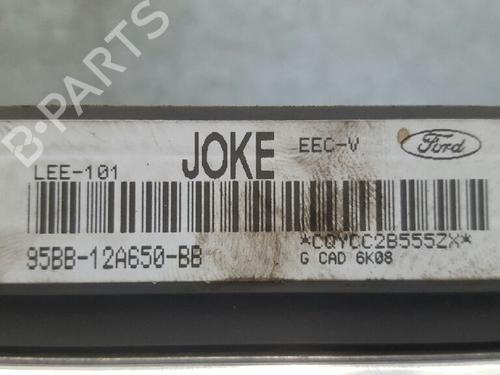 B-PARTS
LEE-101 JOKE EEC-V Ford
95BB-12A650-BB *CQYCC2B555ZX*
G CAD 6K08